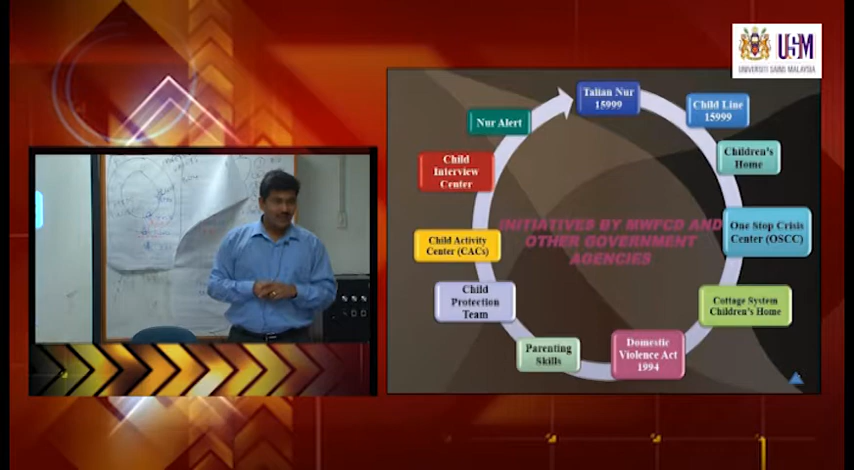 USM
UNIVERSITI SAINS MALAYSIA
Talian Nur
15999
Child Line
15999
Children's
Home
One Stop Crisis
Center (OSCC)
Cottage System
Children's Home
Domestic
Violence Act
1994
Parenting
Skills
Child
Protection
Team
Child Activity
Center (CACs)
Child
Interview
Center
Nur Alert
INITIATIVES BY MWFCD AND
OTHER GOVERNMENT
AGENCIES